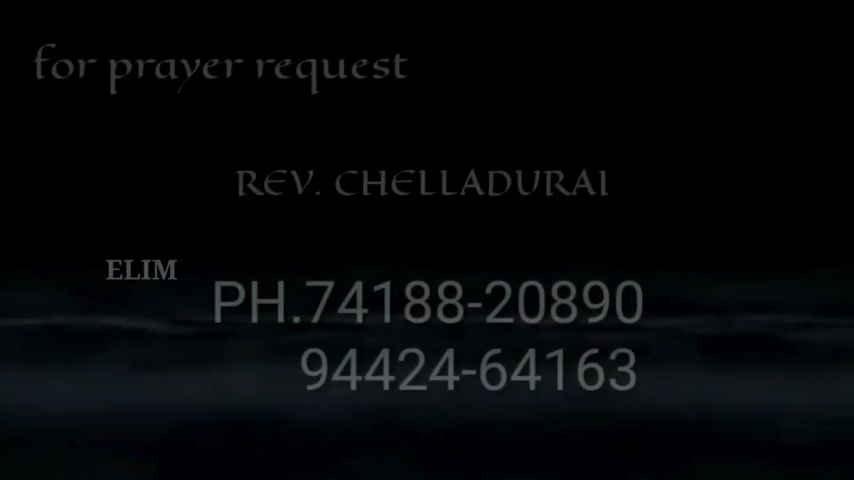 for prayer request
REV. CHELLADURAI
ELIM
PH.74188-20890
94424-64163